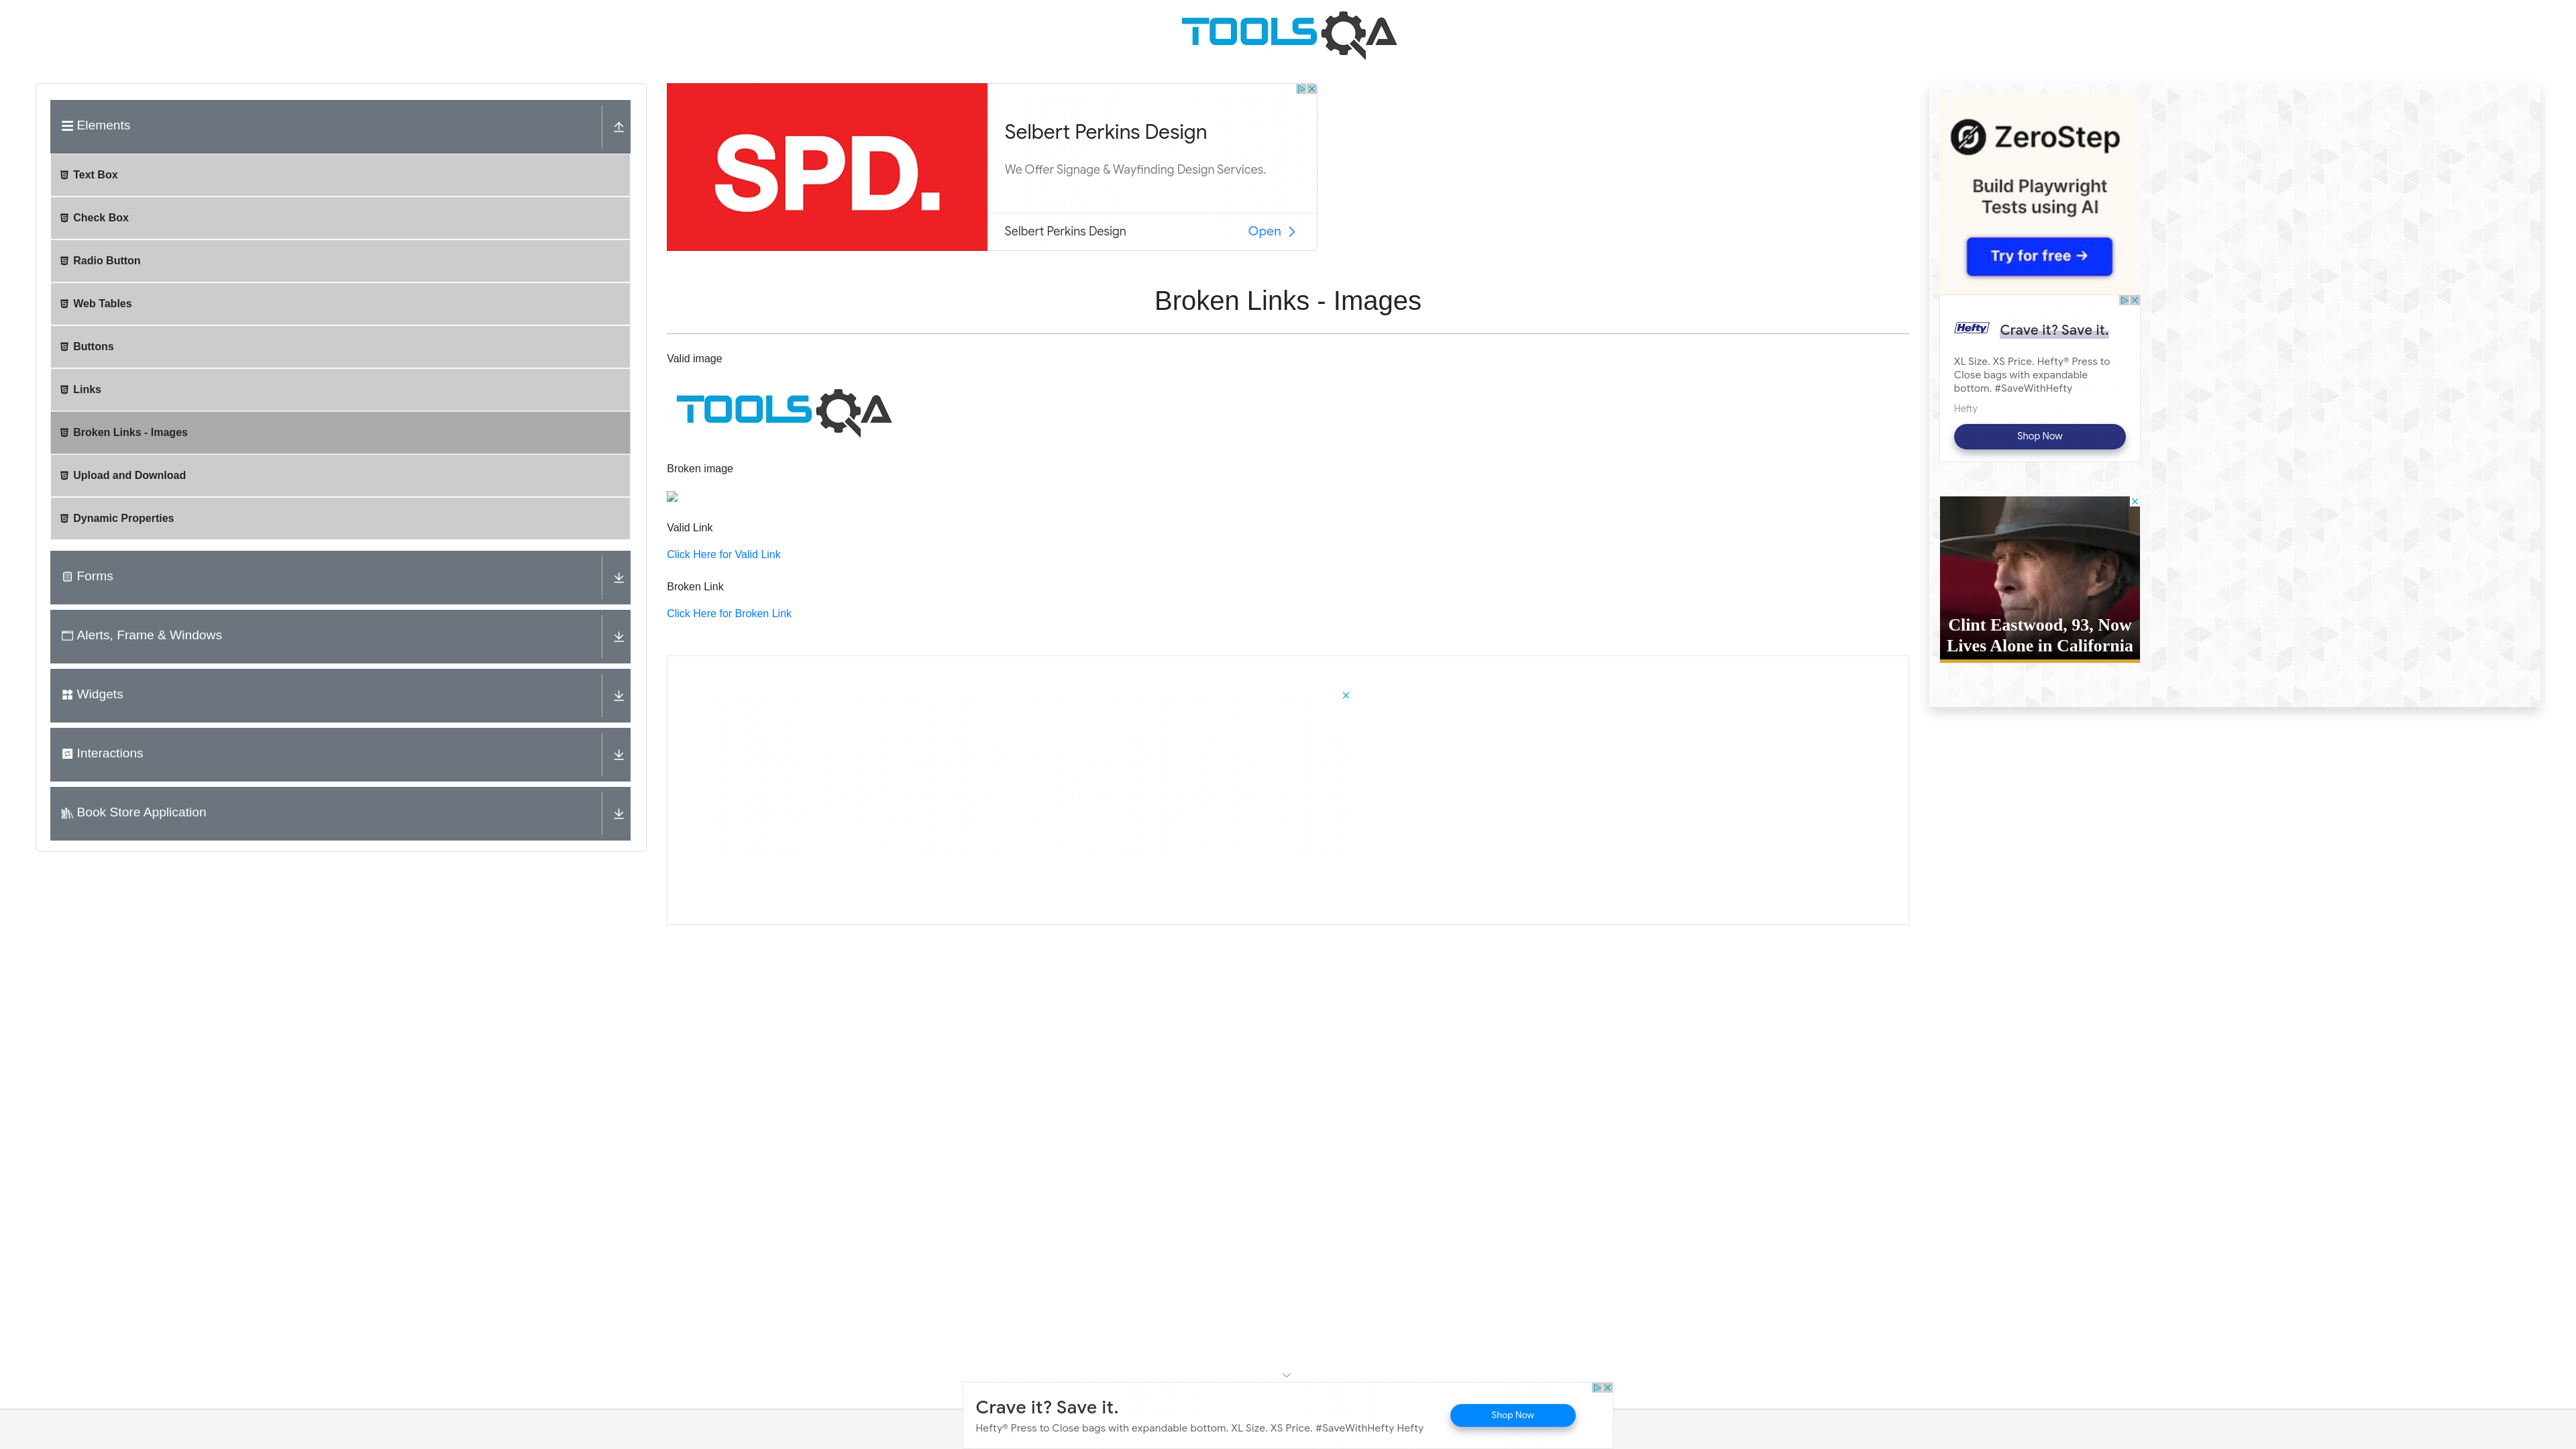 TOOLSQA
Elements
Text Box
Check Box
Radio Button
Web Tables
Buttons
Links
Broken Links - Images
Upload and Download
Dynamic Properties
Forms
Alerts, Frame & Windows
Widgets
Interactions
Book Store Application
SPD.
Selbert Perkins Design
We Offer Signage & Wayfinding Design Services.
Selbert Perkins Design
Open
Broken Links - Images
Valid image
TOOLSQA
Broken image
Valid Link
Click Here for Valid Link
Broken Link
Click Here for Broken Link
ZeroStep
Build Playwright
Tests using AI
Try for free →
Hefty
Crave it? Save it.
XL Size. XS Price. Hefty® Press to
Close bags with expandable
bottom. #SaveWithHefty
Hefty
Shop Now
Clint Eastwood, 93, Now
Lives Alone in California
Crave it? Save it.
Hefty® Press to Close bags with expandable bottom. XL Size. XS Price. #SaveWithHefty Hefty
Shop Now